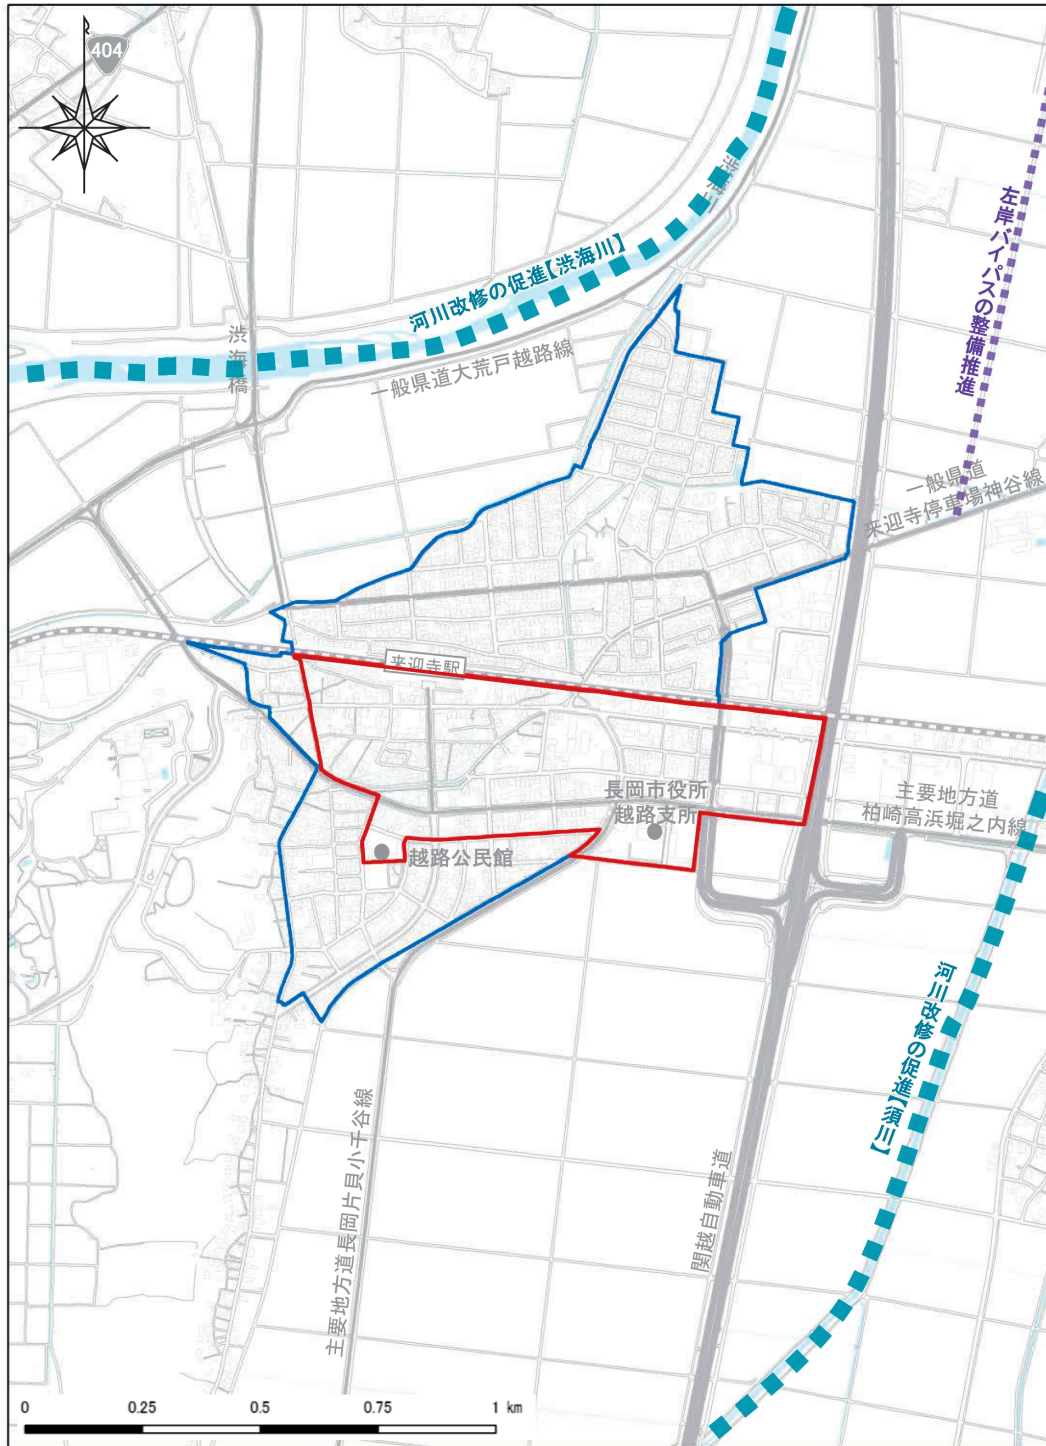 404
渋海川
左岸バイパスの整備推進
河川改修の促進【渋海川】
渋海橋
一般県道大荒戸越路線
一般県道
来迎寺停車場神谷線
来迎寺駅
長岡市役所
越路支所
主要地方道
柏崎高浜堀之内線
越路公民館
河川改修の促進【須川】
主要地方道長岡片貝小千谷線
関越自動車道
0 0.25 0.5 0.75 1 km